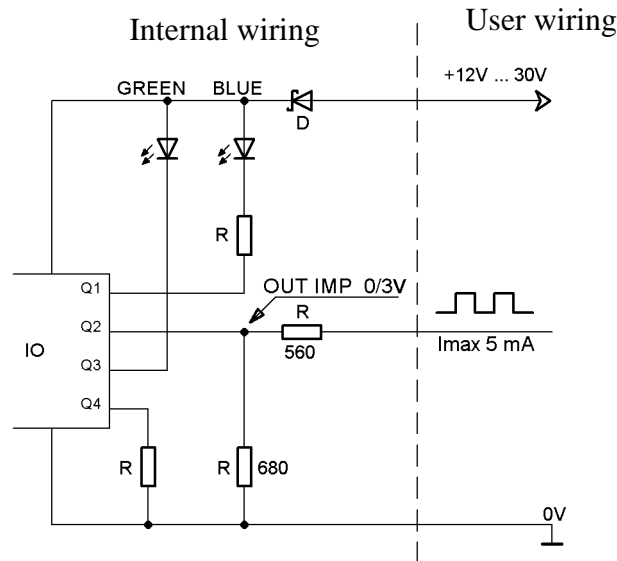 Internal wiring
User wiring
+12V ... 30V
GREEN
BLUE
D
R
Q1
OUT IMP 0/3V
Q2
R
560
Imax 5 mA
IO
Q3
Q4
R
R
680
0V